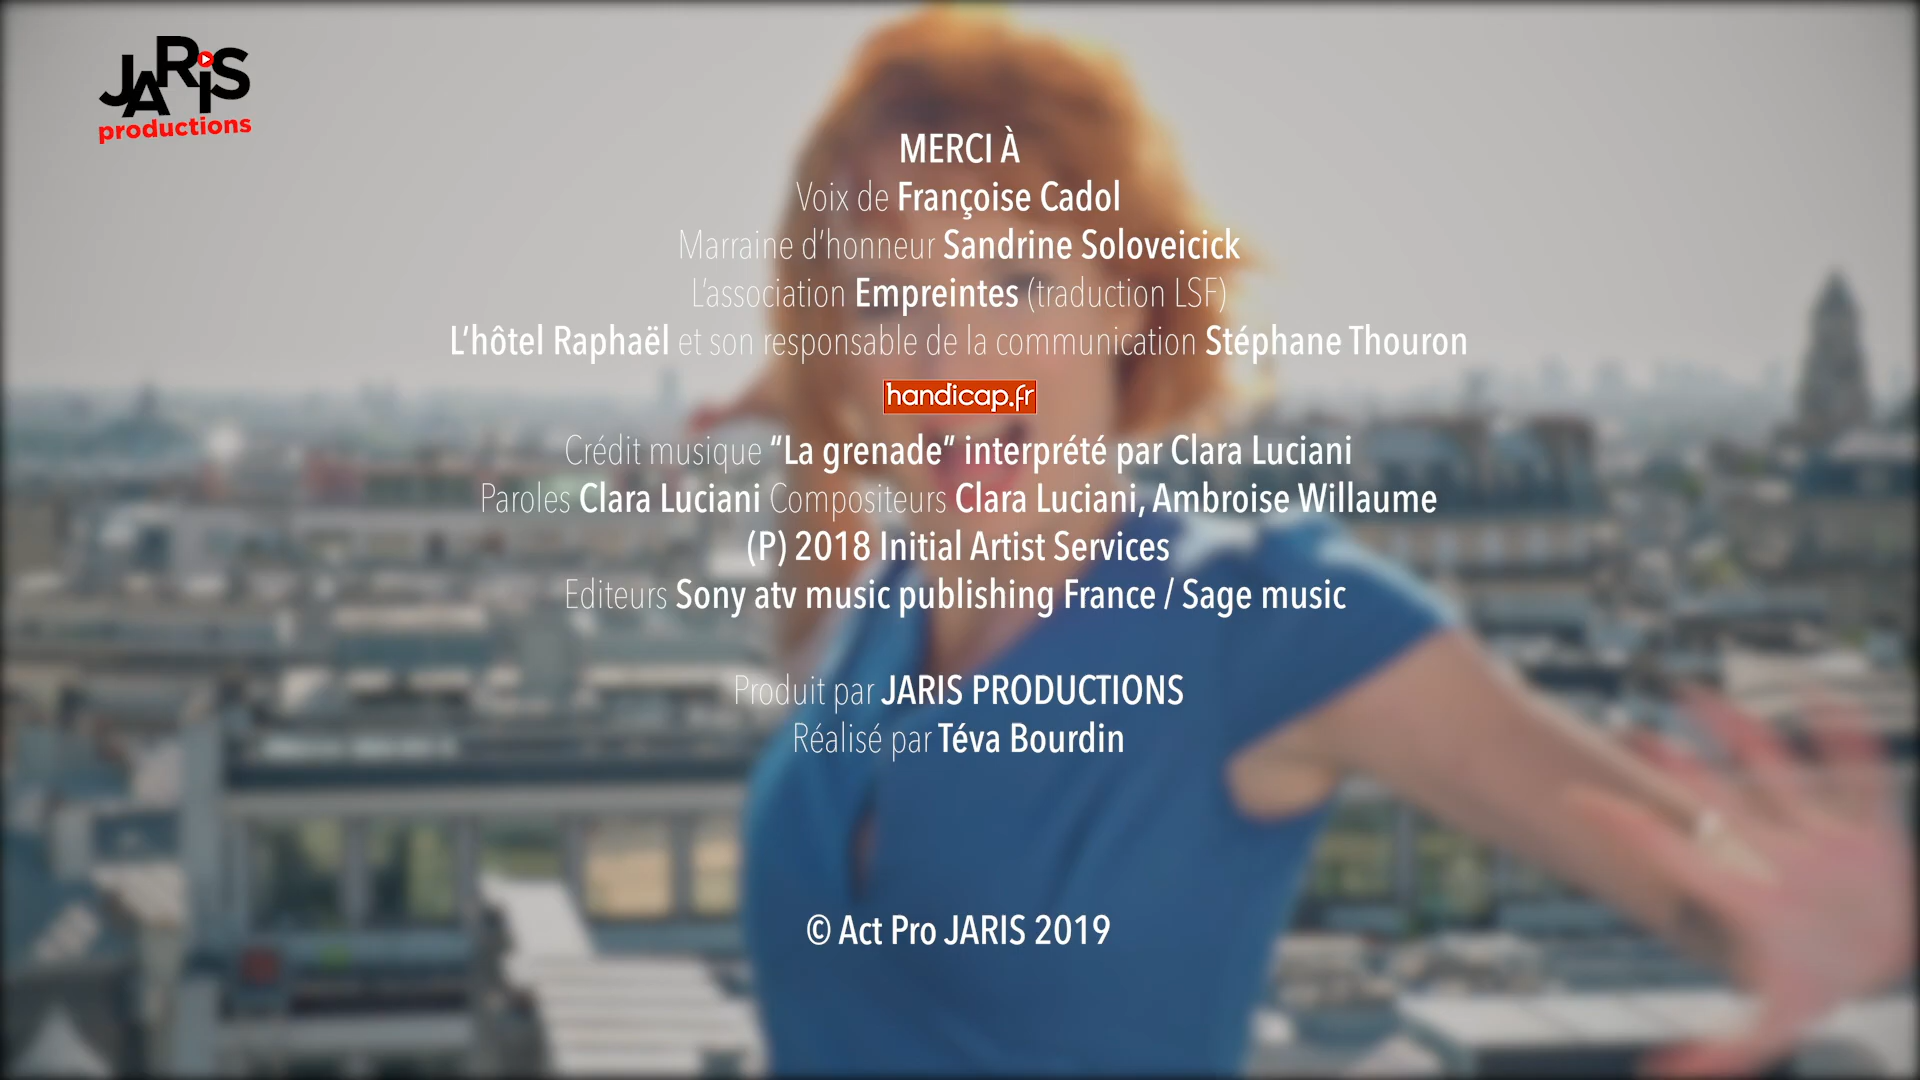 JARIS
productions
MERCI À
Voix de Françoise Cadol
Marraine d’honneur Sandrine Soloveicick
L’association Empreintes (traduction LSF)
L’hôtel Raphaël et son responsable de la communication Stéphane Thouron
handicap.fr
Crédit musique “La grenade” interprété par Clara Luciani
Paroles Clara Luciani Compositeurs Clara Luciani, Ambroise Willaume
(P) 2018 Initial Artist Services
Editeurs Sony atv music publishing France / Sage music
Produit par JARIS PRODUCTIONS
Réalisé par Téva Bourdin
© Act Pro JARIS 2019